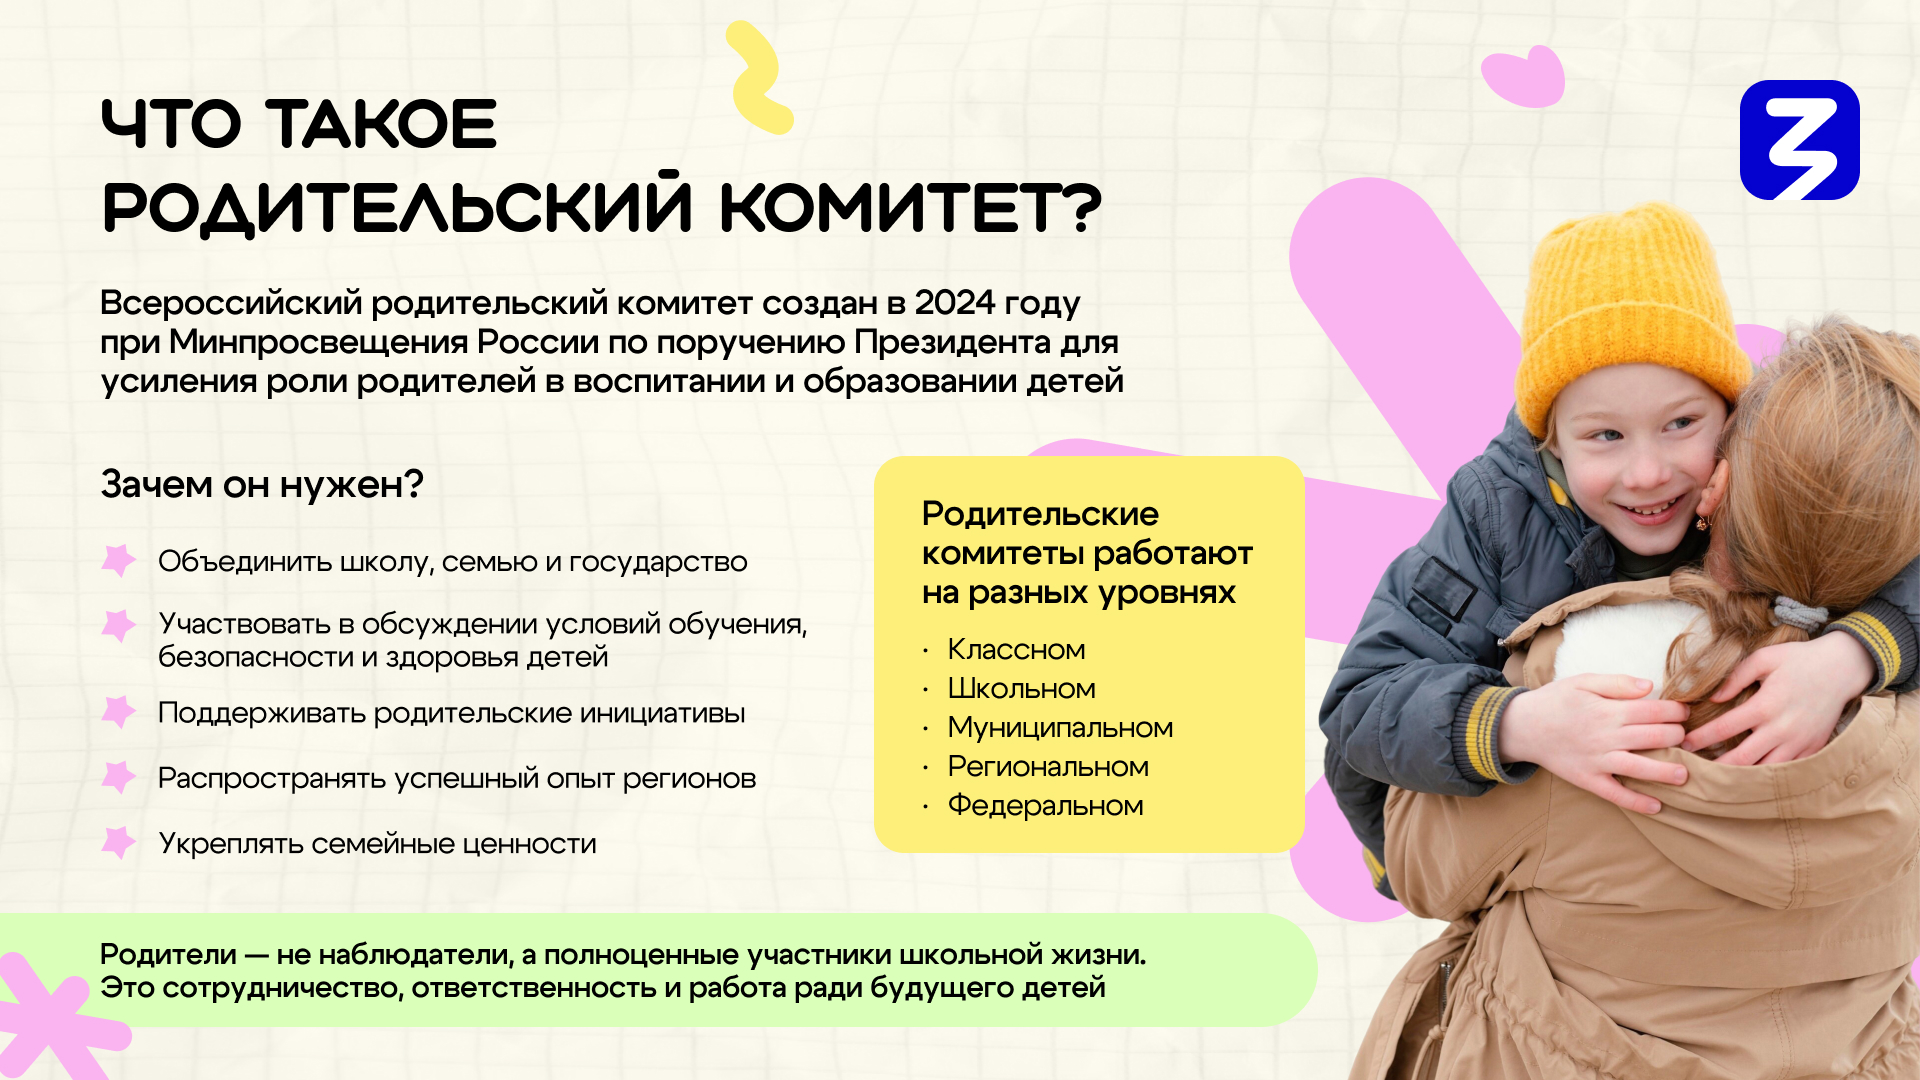 ЧТО ТАКОЕ
РОДИТЕЛЬСКИЙ КОМИТЕТ?
Всероссийский родительский комитет создан в 2024 году
при Минпросвещения России по поручению Президента для
усиления роли родителей в воспитании и образовании детей
Зачем он нужен?
Объединить школу, семью и государство
Участвовать в обсуждении условий обучения,
безопасности и здоровья детей
Поддерживать родительские инициативы
Распространять успешный опыт регионов
Укреплять семейные ценности
Родительские
комитеты работают
на разных уровнях
· Классном
· Школьном
· Муниципальном
· Региональном
· Федеральном
Родители — не наблюдатели, а полноценные участники школьной жизни.
Это сотрудничество, ответственность и работа ради будущего детей